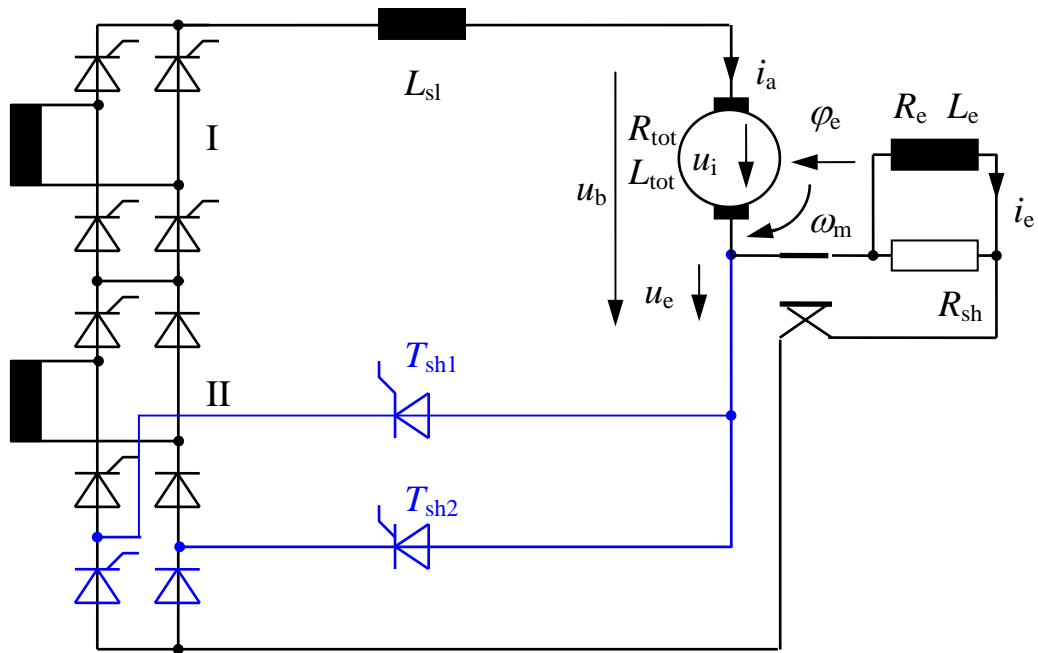 L_sl
i_a
I
R_tot
L_tot
u_i
φ_e
R_e L_e
u_b
ω_m
i_e
u_e
R_sh
T_sh1
II
T_sh2